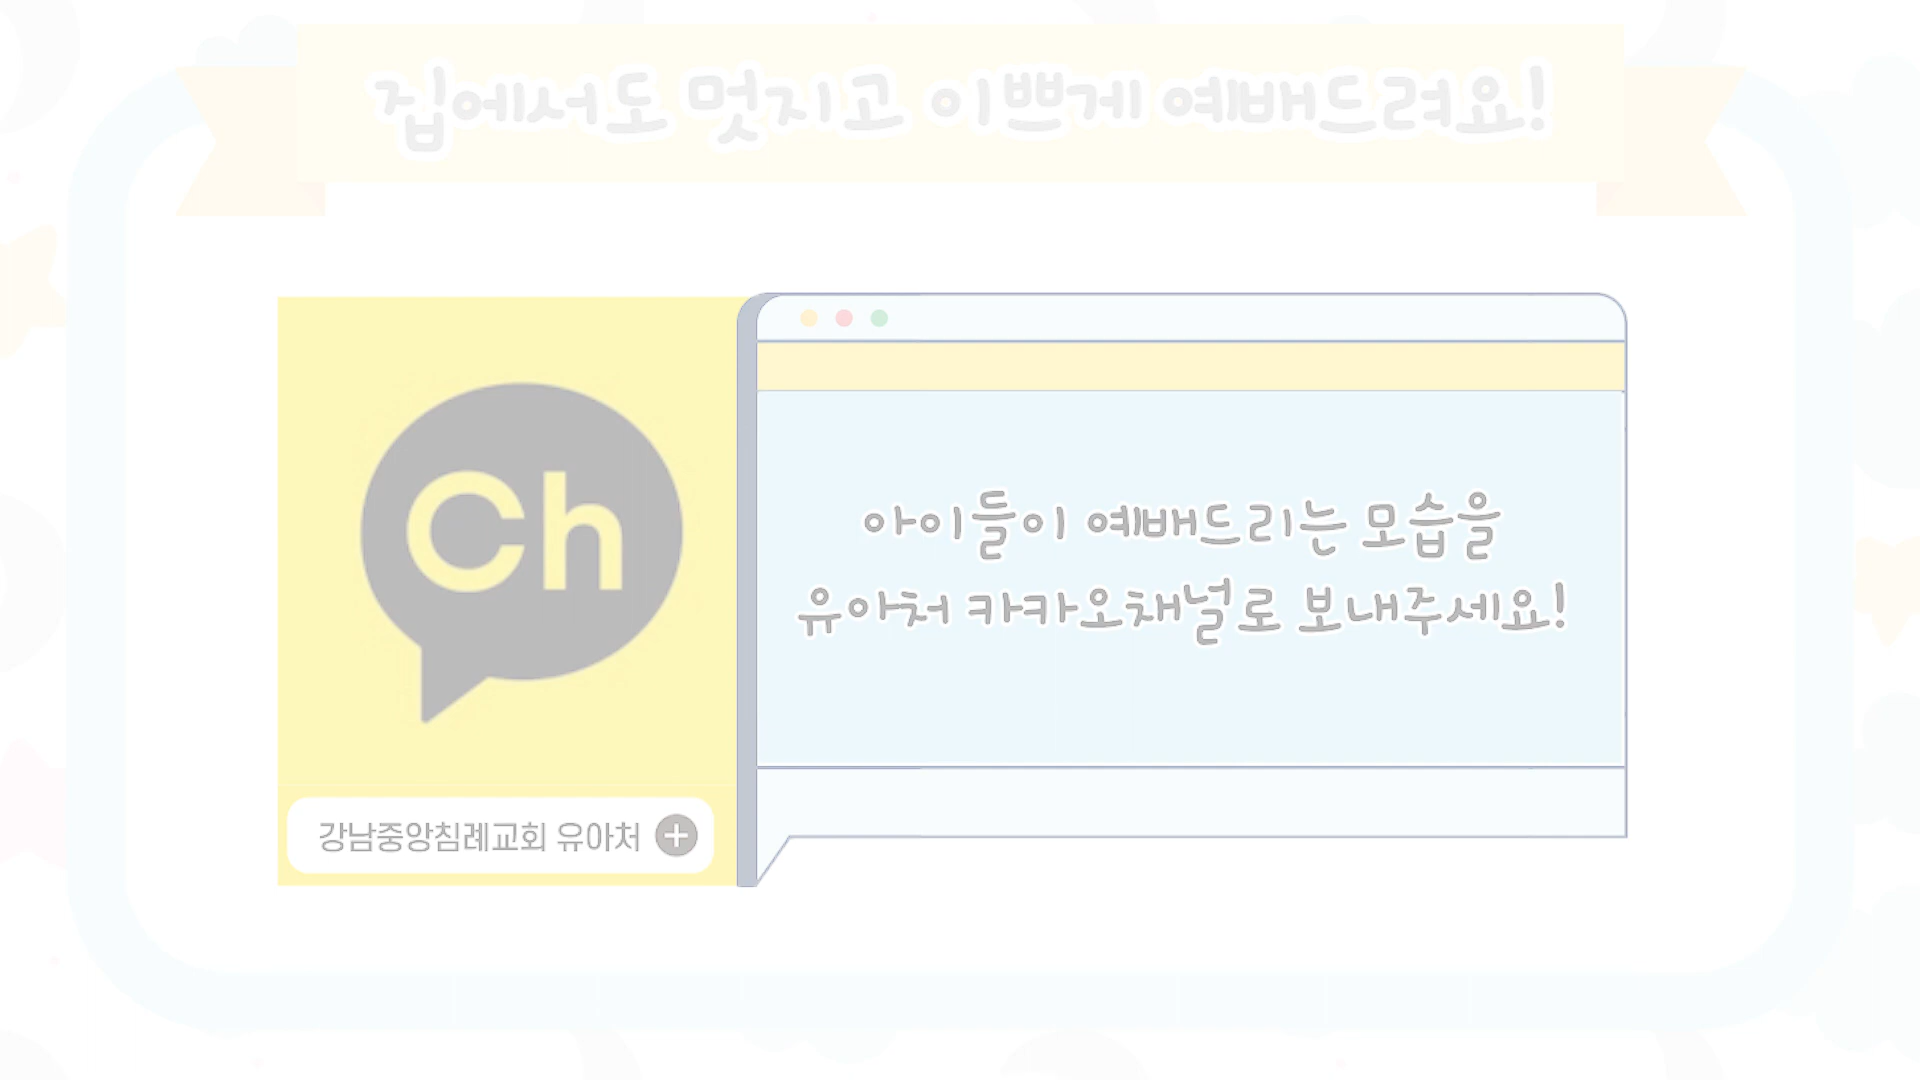 집에서도 멋지고 이쁘게 예배드려요!
Ch
아이들이 예배드리는 모습을
유아처 카카오채널로 보내주세요!
강남중앙침례교회 유아처